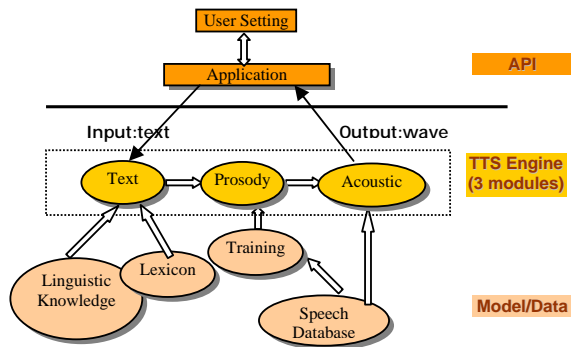 User Setting
Application
API
Input:text
Output:wave
TTS Engine
(3 modules)
Text
Prosody
Acoustic
Training
Lexicon
Linguistic
Knowledge
Speech
Database
Model/Data